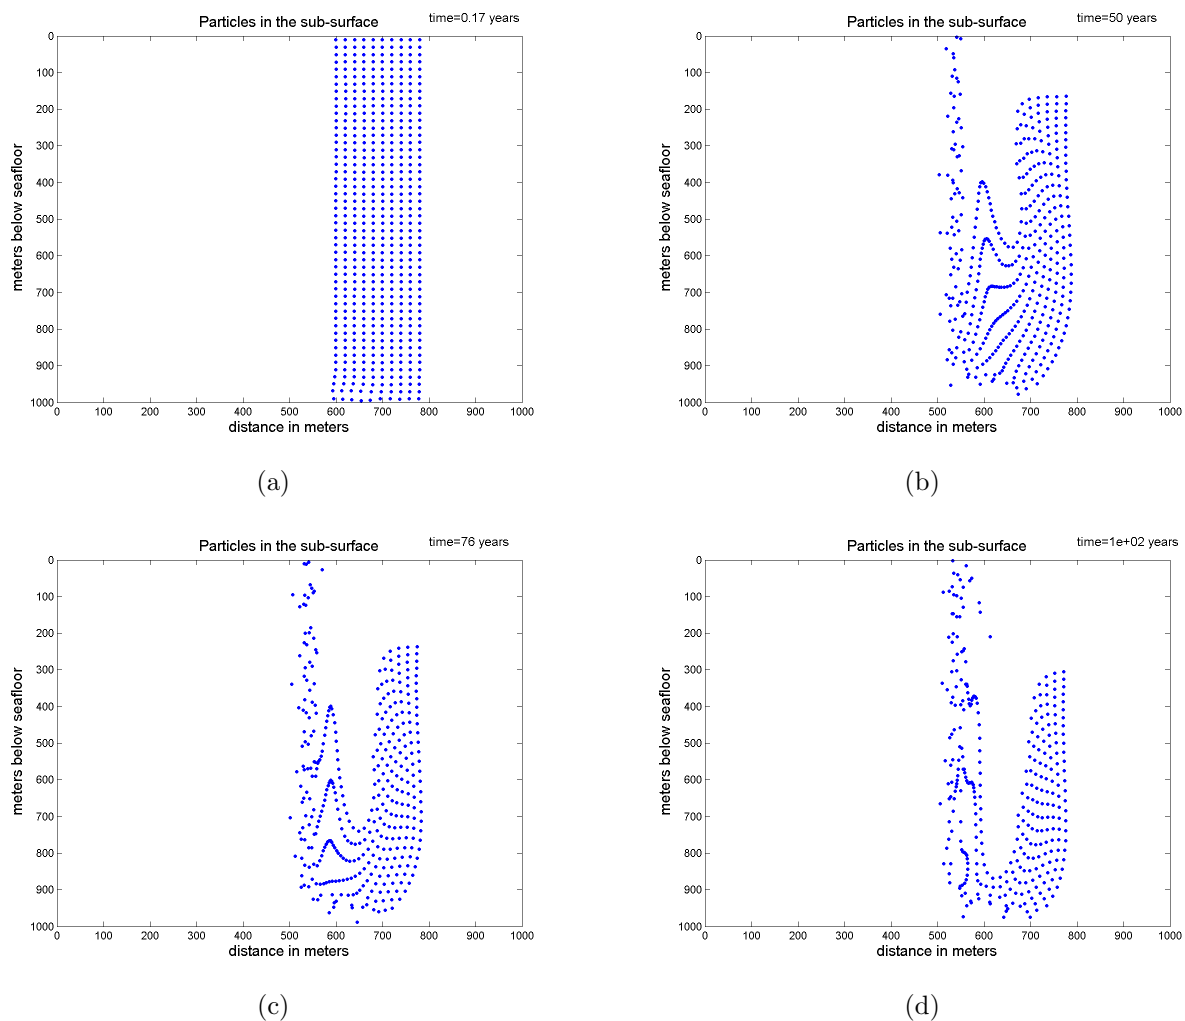 Particles in the sub-surface
time=0.17 years
0
100
200
300
400
500
600
700
800
900
1000
meters below seafloor
0 100 200 300 400 500 600 700 800 900 1000
distance in meters
(a)
Particles in the sub-surface
time=50 years
0
100
200
300
400
500
600
700
800
900
1000
meters below seafloor
0 100 200 300 400 500 600 700 800 900 1000
distance in meters
(b)
Particles in the sub-surface
time=76 years
0
100
200
300
400
500
600
700
800
900
1000
meters below seafloor
0 100 200 300 400 500 600 700 800 900 1000
distance in meters
(c)
Particles in the sub-surface
time=1e+02 years
0
100
200
300
400
500
600
700
800
900
1000
meters below seafloor
0 100 200 300 400 500 600 700 800 900 1000
distance in meters
(d)